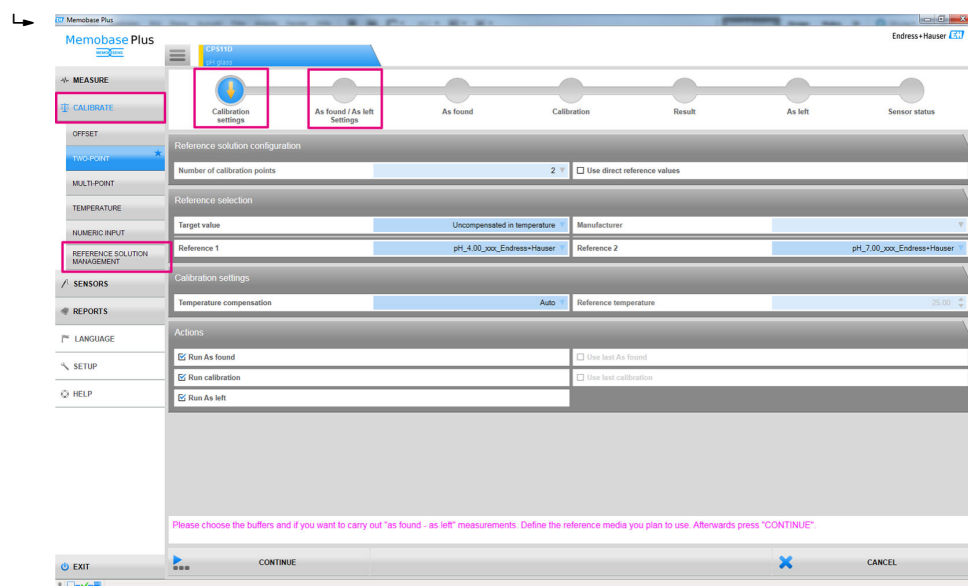 Memobase Plus
Memobase Plus
MEMOSENS
Endress+Hauser EH
CPS11D
pH glass
MEASURE
CALIBRATE
OFFSET
TWO-POINT
MULTI-POINT
TEMPERATURE
NUMERIC INPUT
REFERENCE SOLUTION
MANAGEMENT
SENSORS
REPORTS
LANGUAGE
SETUP
HELP
EXIT
Calibration
settings
As found / As left
Settings
As found
Calibration
Result
As left
Sensor status
Reference solution configuration
Number of calibration points 2 Use direct reference values
Reference selection
Target value Uncompensated in temperature Manufacturer
Reference 1 pH_4.00_xxx_Endress+Hauser Reference 2 pH_7.00_xxx_Endress+Hauser
Calibration settings
Temperature compensation Auto Reference temperature 25.00
Actions
Run As found Use last As found
Run calibration Use last calibration
Run As left
Please choose the buffers and if you want to carry out "as found - as left" measurements. Define the reference media you plan to use. Afterwards press "CONTINUE".
CONTINUE CANCEL